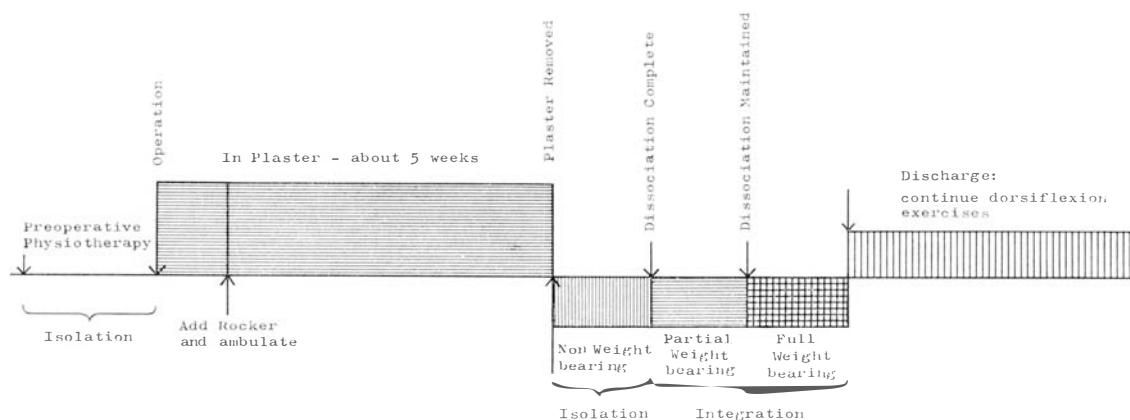 Operation
Plaster Removed
Dissociation Complete
Dissociation Maintained
In Plaster - about 5 weeks
Discharge:
continue dorsiflexion
exercises
Preoperative
Physiotherapy
Isolation
Add Rocker
and ambulate
Non Weight
bearing
Partial
Weight
bearing
Full
Weight
bearing
Isolation
Integration